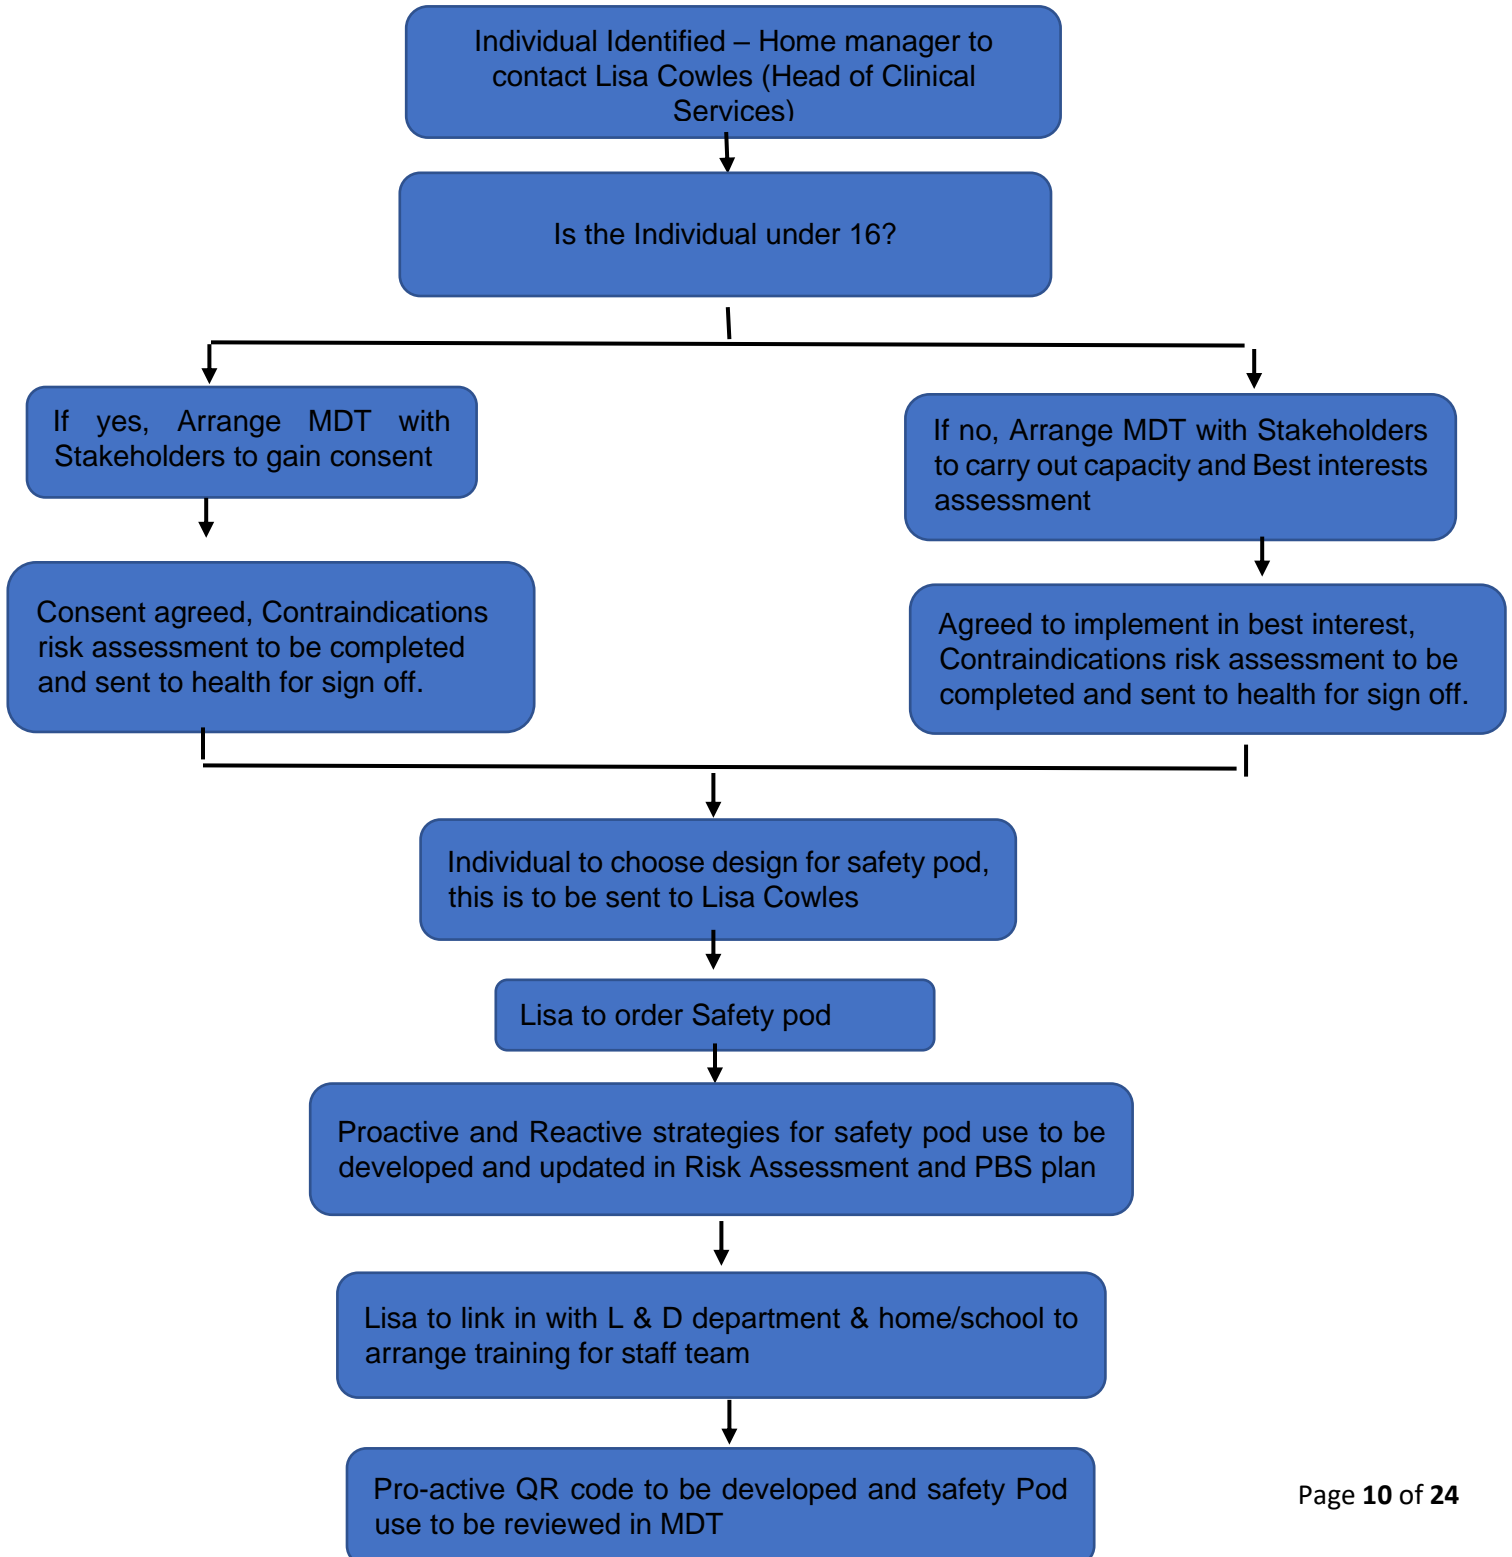 Individual Identified – Home manager to
contact Lisa Cowles (Head of Clinical
Services)
Is the Individual under 16?
If yes, Arrange MDT with
Stakeholders to gain consent
If no, Arrange MDT with Stakeholders
to carry out capacity and Best interests
assessment
Consent agreed, Contraindications
risk assessment to be completed
and sent to health for sign off.
Agreed to implement in best interest,
Contraindications risk assessment to be
completed and sent to health for sign off.
Individual to choose design for safety pod,
this is to be sent to Lisa Cowles
Lisa to order Safety pod
Proactive and Reactive strategies for safety pod use to be
developed and updated in Risk Assessment and PBS plan
Lisa to link in with L & D department & home/school to
arrange training for staff team
Pro-active QR code to be developed and safety Pod
use to be reviewed in MDT
Page 10 of 24